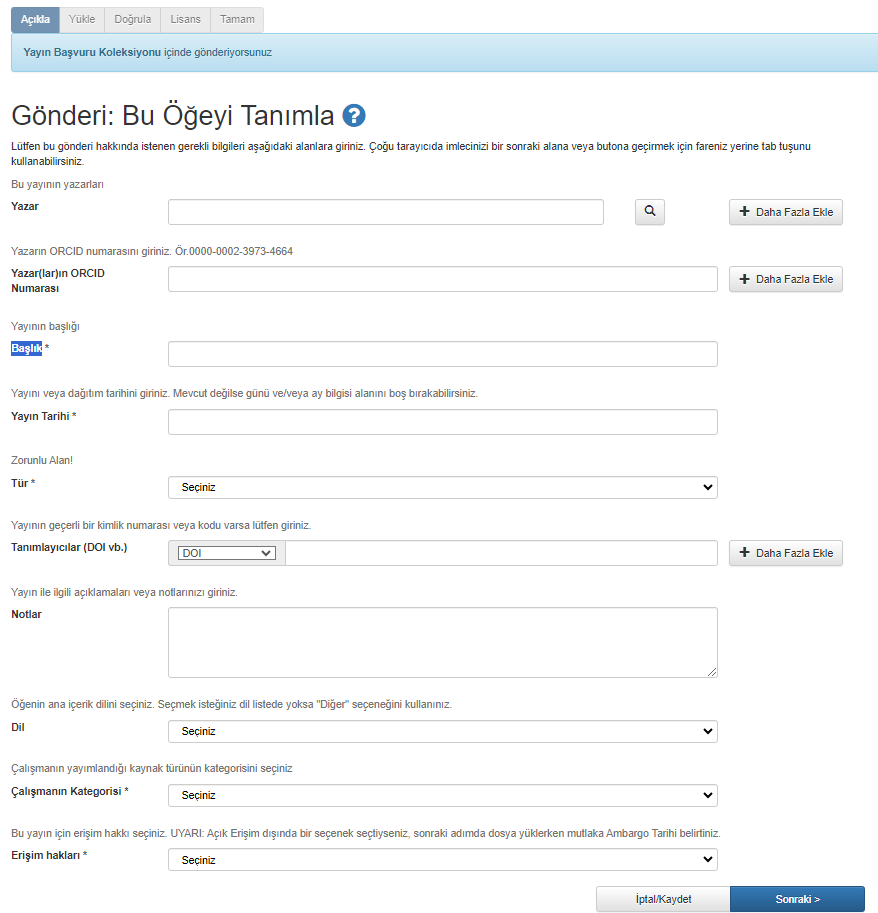 Açıkla Yükle Doğrula Lisans Tamam
Yayın Başvuru Koleksiyonu içinde gönderiyorsunuz
Gönderi: Bu Öğeyi Tanımla ?
Lütfen bu gönderi hakkında istenen gerekli bilgileri aşağıdaki alanlara giriniz. Çoğu tarayıcıda imlecinizi bir sonraki alana veya butona geçirmek için fareniz yerine tab tuşunu
kullanabilirsiniz.
Bu yayının yazarları
Yazar
+ Daha Fazla Ekle
Yazarın ORCID numarasını giriniz. Ör.0000-0002-3973-4664
Yazar(lar)ın ORCID
Numarası
+ Daha Fazla Ekle
Yayının başlığı
Başlık *
Yayını veya dağıtım tarihini giriniz. Mevcut değilse günü ve/veya ay bilgisi alanını boş bırakabilirsiniz.
Yayın Tarihi *
Zorunlu Alan!
Tür *
Seçiniz
Yayının geçerli bir kimlik numarası veya kodu varsa lütfen giriniz.
Tanımlayıcılar (DOI vb.)
DOI
+ Daha Fazla Ekle
Yayın ile ilgili açıklamaları veya notlarınızı giriniz.
Notlar
Öğenin ana içerik dilini seçiniz. Seçmek isteğiniz dil listede yoksa "Diğer" seçeneğini kullanınız.
Dil
Seçiniz
Çalışmanın yayımlandığı kaynak türünün kategorisini seçiniz
Çalışmanın Kategorisi *
Seçiniz
Bu yayın için erişim hakkı seçiniz. UYARI: Açık Erişim dışında bir seçenek seçtiyseniz, sonraki adımda dosya yüklerken mutlaka Ambargo Tarihi belirtiniz.
Erişim hakları *
Seçiniz
İptal/Kaydet
Sonraki >